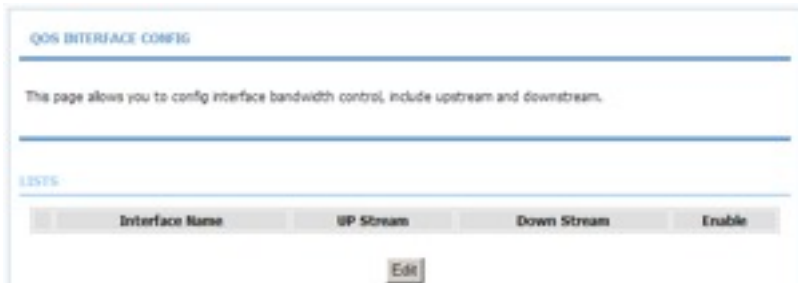 QOS INTERFACE CONFIG
This page allows you to config interface bandwidth control, include upstream and downstream.
LISTS
Interface Name UP Stream Down Stream Enable
Edit